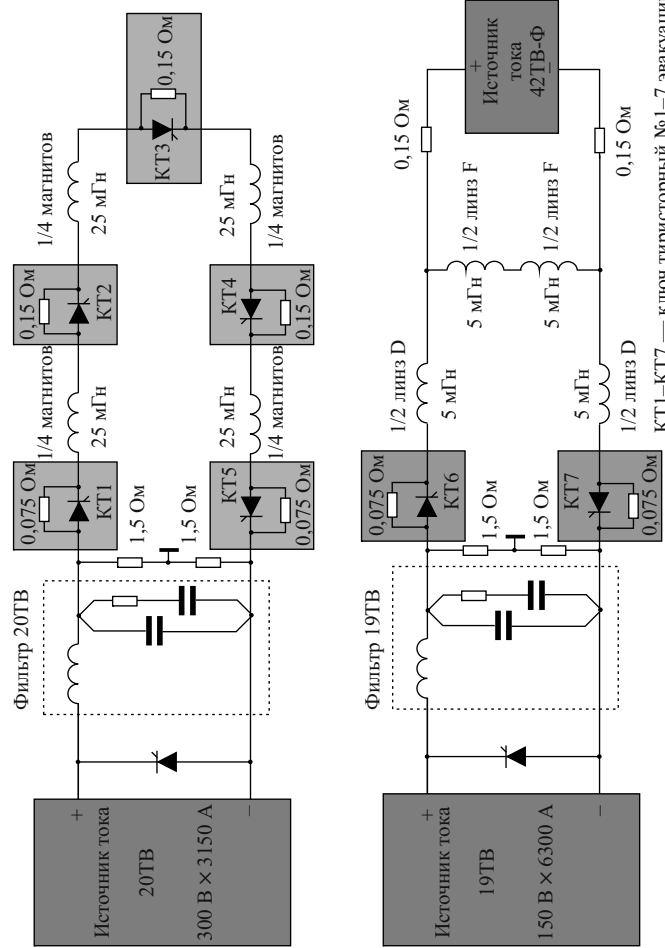 Источник тока
20ТВ
300 В × 3150 А
+
−
Фильтр 20ТВ
1,5 Ом
1,5 Ом
0,075 Ом
КТ1
КТ5
0,075 Ом
1/4 магнитов
25 мГн
25 мГн
1/4 магнитов
0,15 Ом
КТ2
КТ4
0,15 Ом
1/4 магнитов
25 мГн
25 мГн
1/4 магнитов
КТ3
0,15 Ом
Источник тока
19ТВ
150 В × 6300 А
+
−
Фильтр 19ТВ
1,5 Ом
1,5 Ом
0,075 Ом
КТ6
КТ7
0,075 Ом
1/2 линз D
5 мГн
5 мГн
1/2 линз D
1/2 линз F
5 мГн
1/2 линз F
5 мГн
0,15 Ом
0,15 Ом
Источник
тока
42ТВ-Ф
+
−
КТ1–КТ7 — ключ тиристорный №1–7 эвакуации